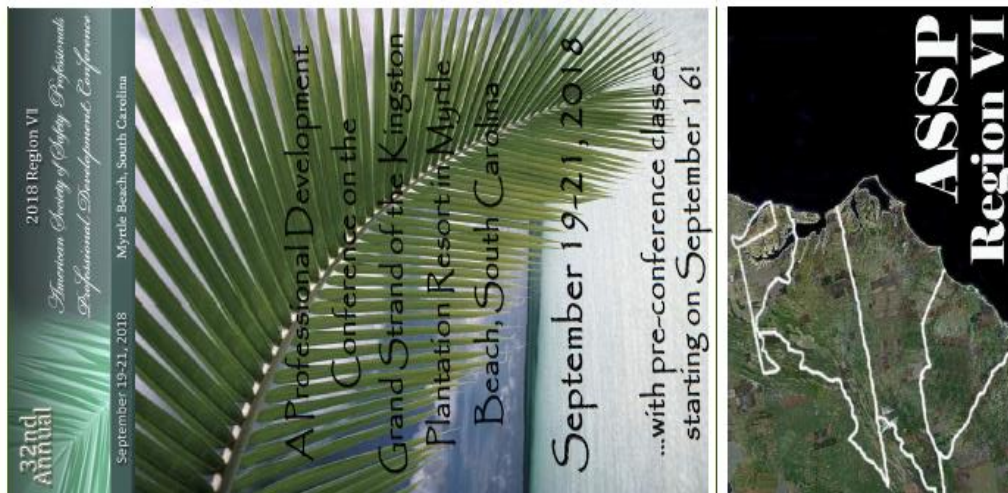 32nd
Annual
2018 Region VI
American Society of Safety Professionals
Professional Development Conference
September 19-21, 2018 Myrtle Beach, South Carolina
A Professional Development
Conference on the
Grand Strand of the Kingston
Plantation Resort in Myrtle
Beach, South Carolina
September 19-21, 2018
...with pre-conference classes
starting on September 16!
ASSP
Region VI